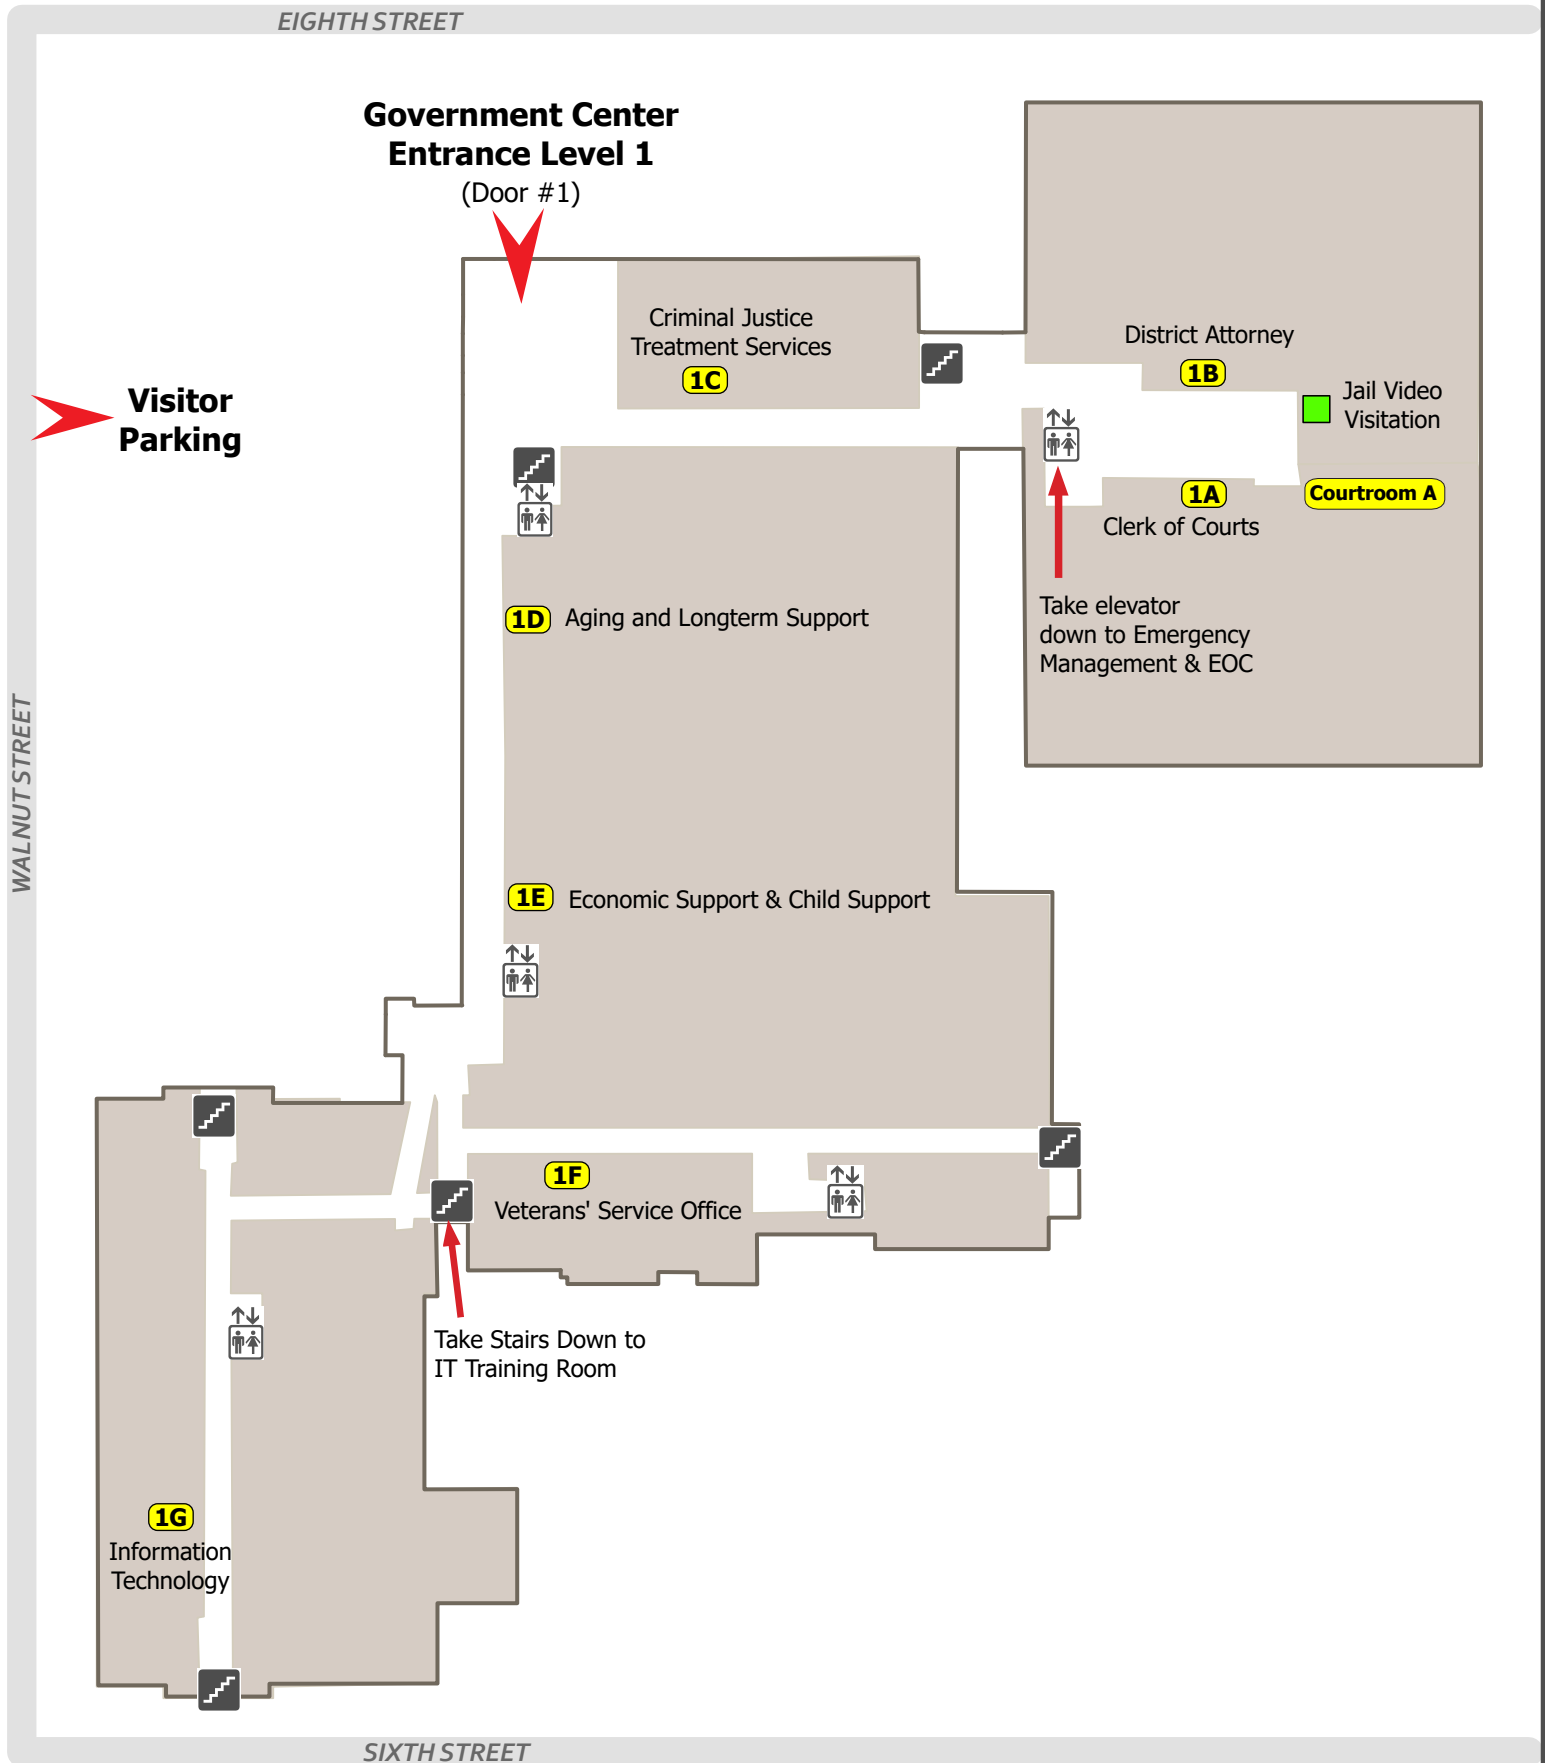 EIGHTH STREET
Government Center
Entrance Level 1
(Door #1)
Criminal Justice
Treatment Services
1C
District Attorney
1B
Jail Video
Visitation
Visitor
Parking
1A
Courtroom A
Clerk of Courts
Take elevator
down to Emergency
Management & EOC
1D Aging and Longterm Support
WALNUT STREET
1E Economic Support & Child Support
1F
Veterans' Service Office
Take Stairs Down to
IT Training Room
1G
Information
Technology
SIXTH STREET